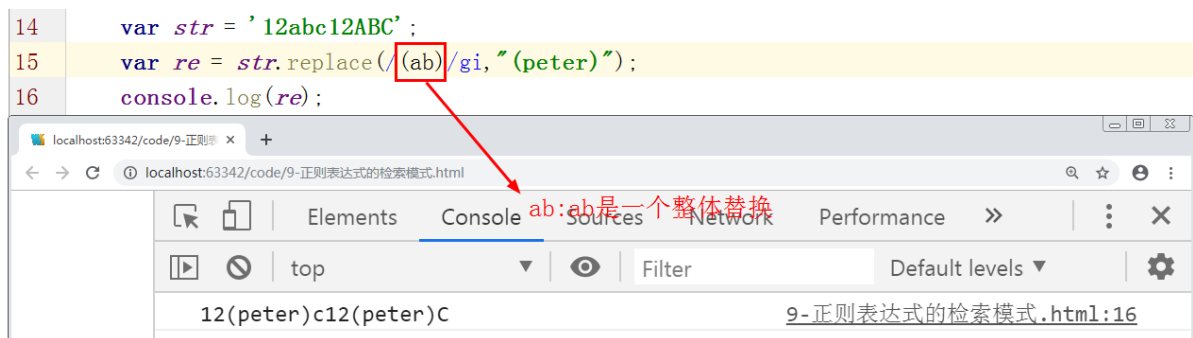 14 var str = '12abc12ABC';
15 var re = str.replace(/(ab)/gi,"(peter)");
16 console.log(re);
localhost:63342/code/9-正则表
localhost:63342/code/9-正则表达式的检索模式.html
ab:ab是一个整体替换
Elements Console Sources Network Performance »
top Filter Default levels ▼
12(peter)c12(peter)C 9-正则表达式的检索模式.html:16